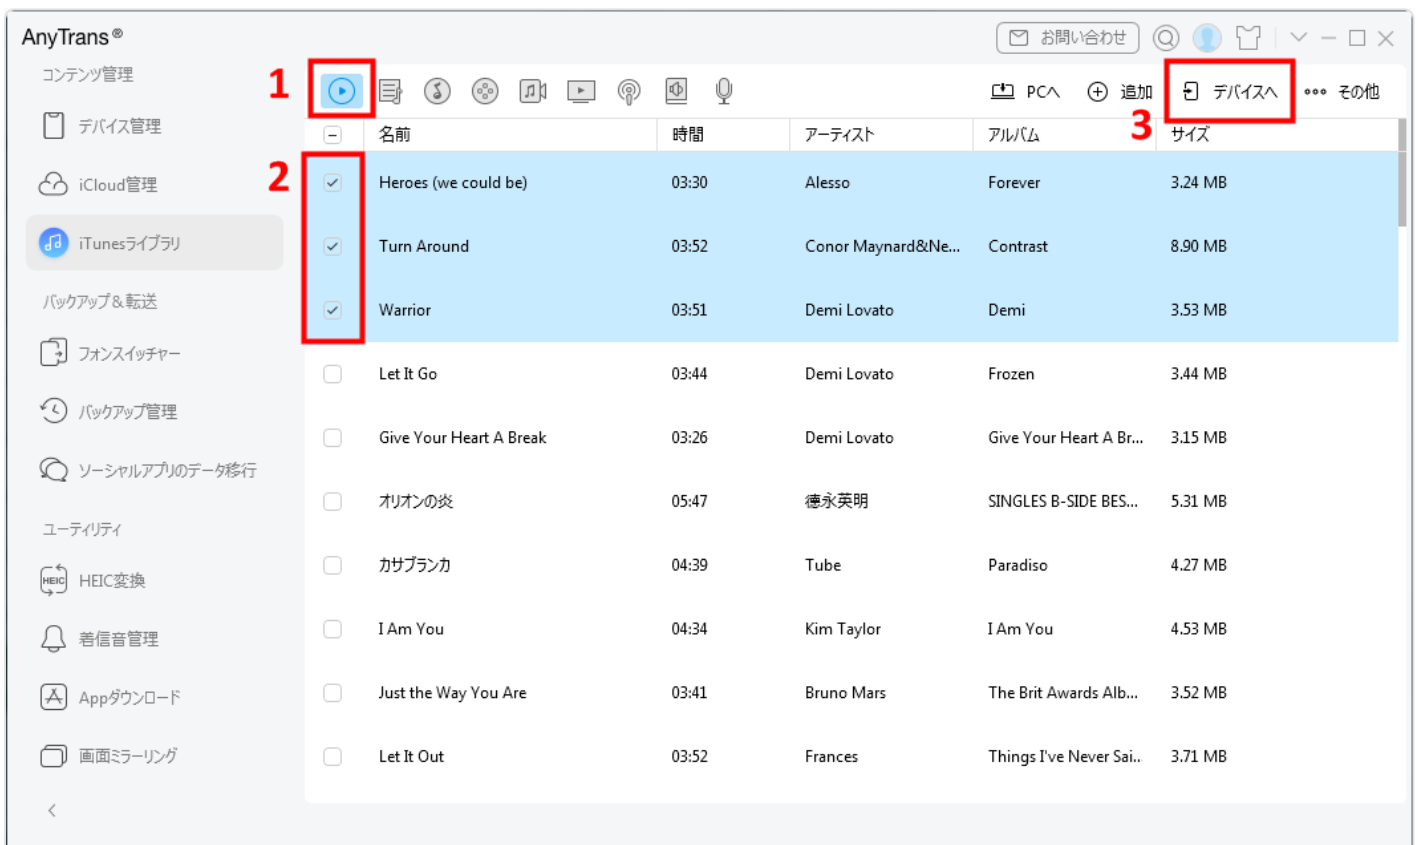 AnyTrans®
お問い合わせ
コンテンツ管理
デバイス管理
iCloud管理
iTunesライブラリ
バックアップ&転送
フォンスイッチャー
バックアップ管理
ソーシャルアプリのデータ移行
ユーティリティ
HEIC
HEIC変換
着信音管理
Appダウンロード
画面ミラーリング
1
PCへ 追加 デバイスへ その他
3
名前 時間 アーティスト アルバム サイズ
2
Heroes (we could be) 03:30 Alesso Forever 3.24 MB
Turn Around 03:52 Conor Maynard&Ne... Contrast 8.90 MB
Warrior 03:51 Demi Lovato Demi 3.53 MB
Let It Go 03:44 Demi Lovato Frozen 3.44 MB
Give Your Heart A Break 03:26 Demi Lovato Give Your Heart A Br... 3.15 MB
オリオンの炎 05:47 徳永英明 SINGLES B-SIDE BES... 5.31 MB
カサブランカ 04:39 Tube Paradiso 4.27 MB
I Am You 04:34 Kim Taylor I Am You 4.53 MB
Just the Way You Are 03:41 Bruno Mars The Brit Awards Alb... 3.52 MB
Let It Out 03:52 Frances Things I've Never Sai.. 3.71 MB